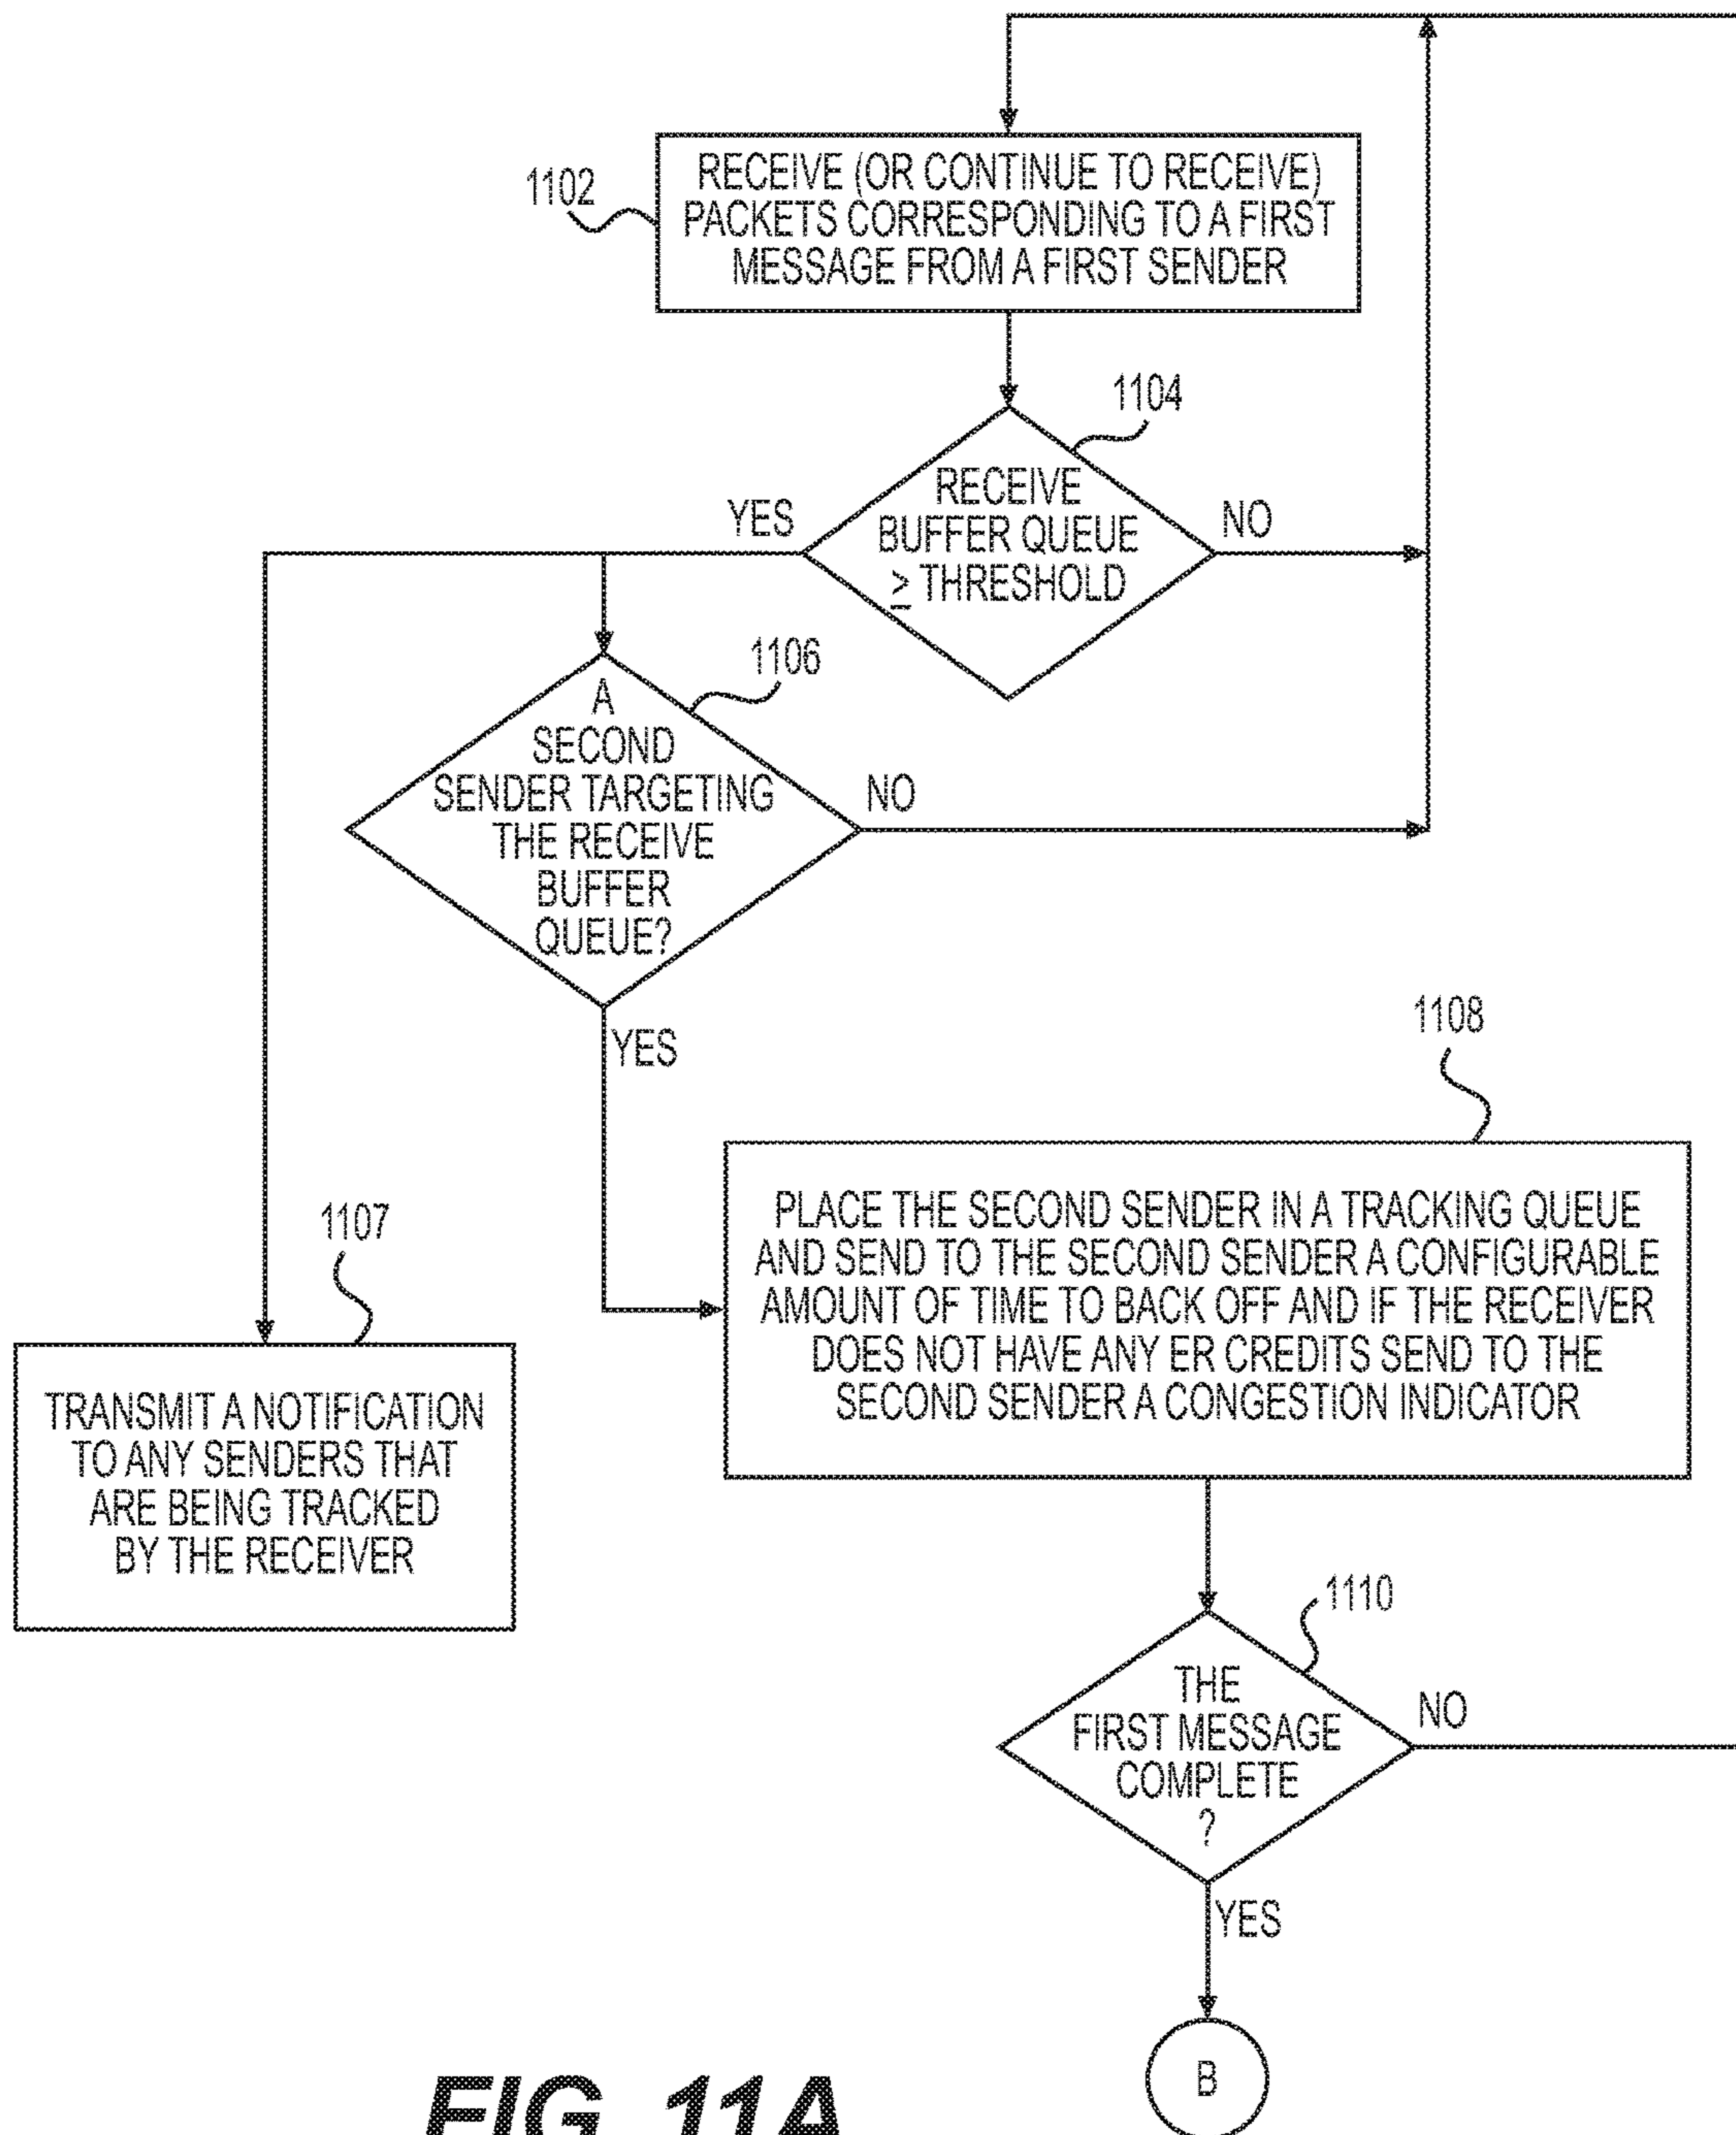 1102
RECEIVE (OR CONTINUE TO RECEIVE)
PACKETS CORRESPONDING TO A FIRST
MESSAGE FROM A FIRST SENDER
1104
RECEIVE
BUFFER QUEUE
≥ THRESHOLD
YES
NO
1106
A
SECOND
SENDER TARGETING
THE RECEIVE
BUFFER
QUEUE?
NO
YES
1107
TRANSMIT A NOTIFICATION
TO ANY SENDERS THAT
ARE BEING TRACKED
BY THE RECEIVER
1108
PLACE THE SECOND SENDER IN A TRACKING QUEUE
AND SEND TO THE SECOND SENDER A CONFIGURABLE
AMOUNT OF TIME TO BACK OFF AND IF THE RECEIVER
DOES NOT HAVE ANY ER CREDITS SEND TO THE
SECOND SENDER A CONGESTION INDICATOR
1110
THE
FIRST MESSAGE
COMPLETE
?
NO
YES
B
FIG. 11A